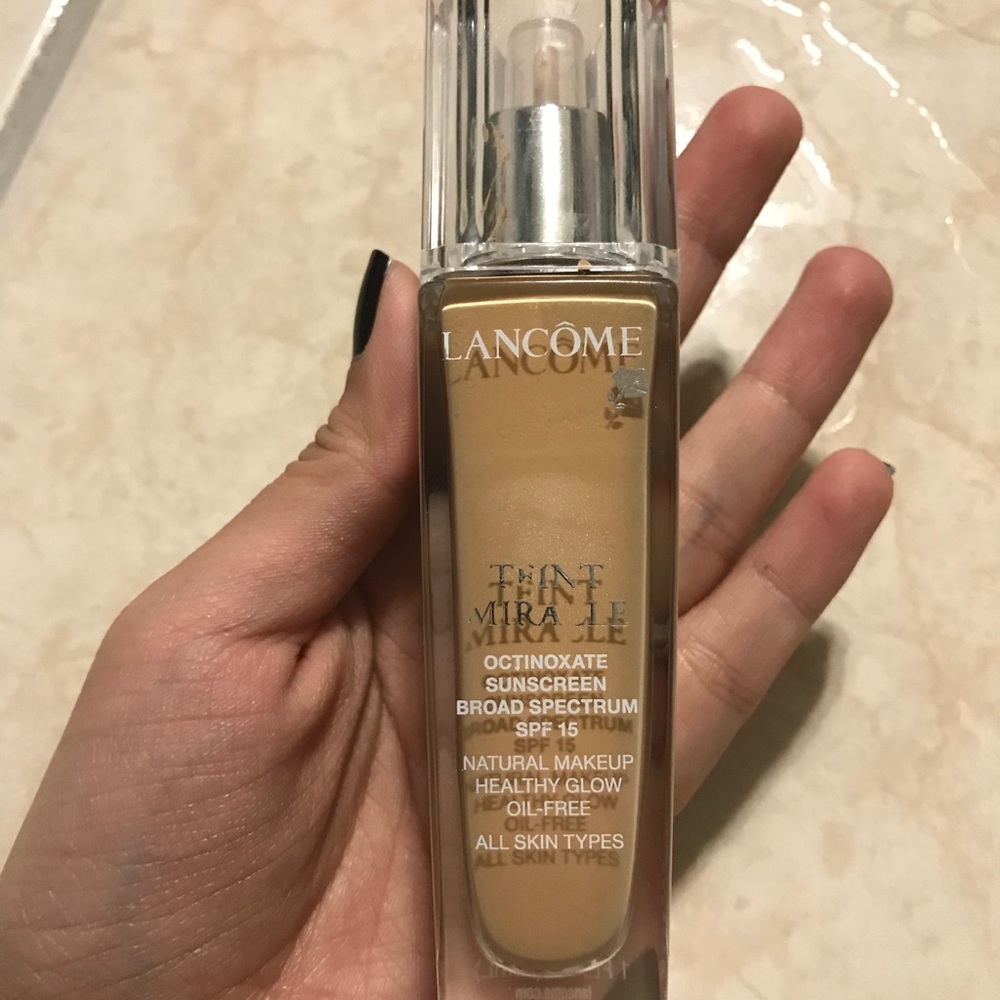 LANCÔME
TEINT
MIRACLE
OCTINOXATE
SUNSCREEN
BROAD SPECTRUM
SPF 15
NATURAL MAKEUP
HEALTHY GLOW
OIL-FREE
ALL SKIN TYPES